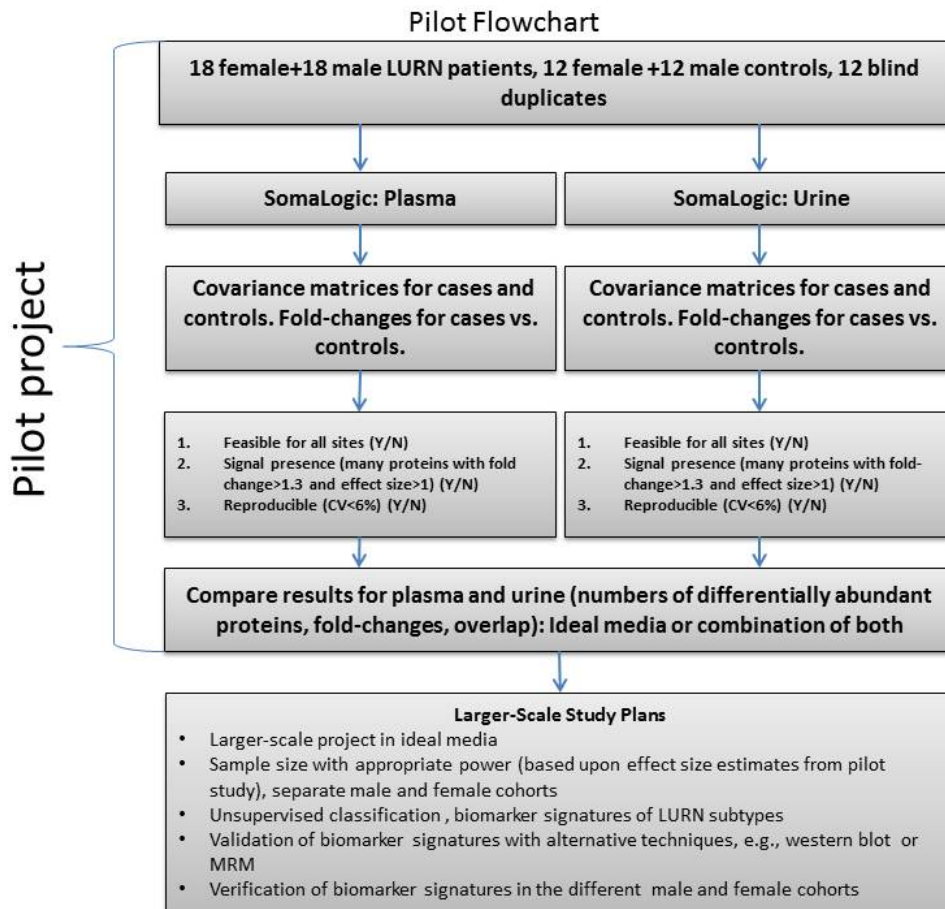 Pilot Flowchart
18 female+18 male LURN patients, 12 female +12 male controls, 12 blind
duplicates
SomaLogic: Plasma
SomaLogic: Urine
Covariance matrices for cases and
controls. Fold-changes for cases vs.
controls.
Covariance matrices for cases and
controls. Fold-changes for cases vs.
controls.
1. Feasible for all sites (Y/N)
2. Signal presence (many proteins with fold
change>1.3 and effect size>1) (Y/N)
3. Reproducible (CV<6%) (Y/N)
1. Feasible for all sites (Y/N)
2. Signal presence (many proteins with fold-
change>1.3 and effect size>1) (Y/N)
3. Reproducible (CV<6%) (Y/N)
Compare results for plasma and urine (numbers of differentially abundant
proteins, fold-changes, overlap): Ideal media or combination of both
Pilot project
Larger-Scale Study Plans
• Larger-scale project in ideal media
• Sample size with appropriate power (based upon effect size estimates from pilot
study), separate male and female cohorts
• Unsupervised classification , biomarker signatures of LURN subtypes
• Validation of biomarker signatures with alternative techniques, e.g., western blot or
MRM
• Verification of biomarker signatures in the different male and female cohorts